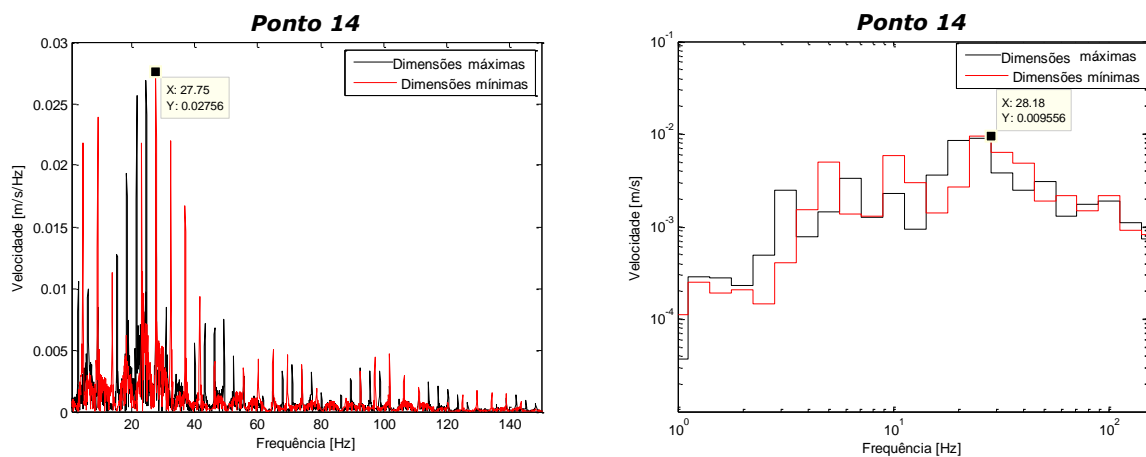 Ponto 14
0.03
0.025
0.02
0.015
0.01
0.005
0
Velocidade [m/s/Hz]
Dimensões máximas
Dimensões mínimas
X: 27.75
Y: 0.02756
20 40 60 80 100 120 140
Frequência [Hz]
Ponto 14
10^-1
10^-2
10^-3
10^-4
Velocidade [m/s]
Dimensões máximas
Dimensões mínimas
X: 28.18
Y: 0.009556
10^0 10^1 10^2
Frequência [Hz]